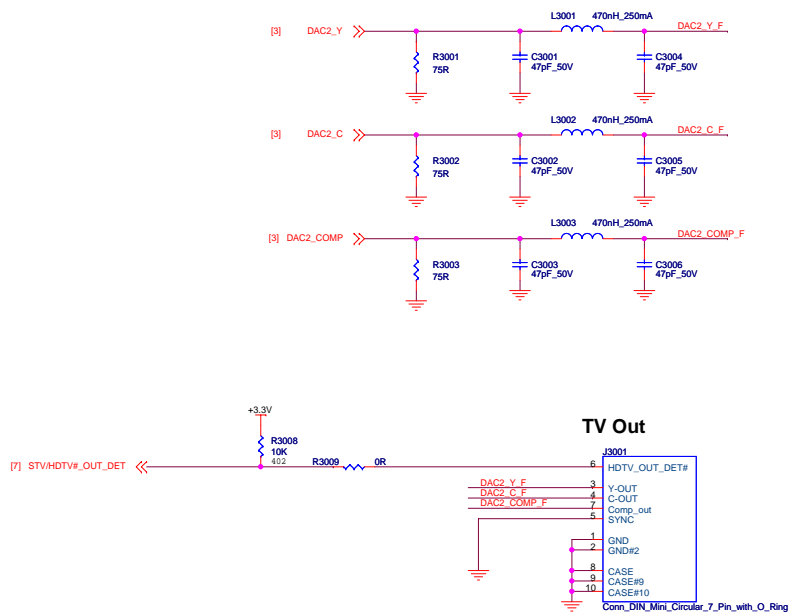 L3001 470nH_250mA
[3] DAC2_Y DAC2_Y_F
R3001 C3001 C3004
75R 47pF_50V 47pF_50V
L3002 470nH_250mA
[3] DAC2_C DAC2_C_F
R3002 C3002 C3005
75R 47pF_50V 47pF_50V
L3003 470nH_250mA
[3] DAC2_COMP DAC2_COMP_F
R3003 C3003 C3006
75R 47pF_50V 47pF_50V
+3.3V
TV Out
R3008
10K
402
J3001
[7] STV/HDTV#_OUT_DET R3009 0R 6 HDTV_OUT_DET#
DAC2_Y_F 3 Y-OUT
DAC2_C_F 4 C-OUT
DAC2_COMP_F 7 Comp_out
5 SYNC
1 GND
2 GND#2
8 CASE
9 CASE#9
10 CASE#10
Conn_DIN_Mini_Circular_7_Pin_with_O_Ring